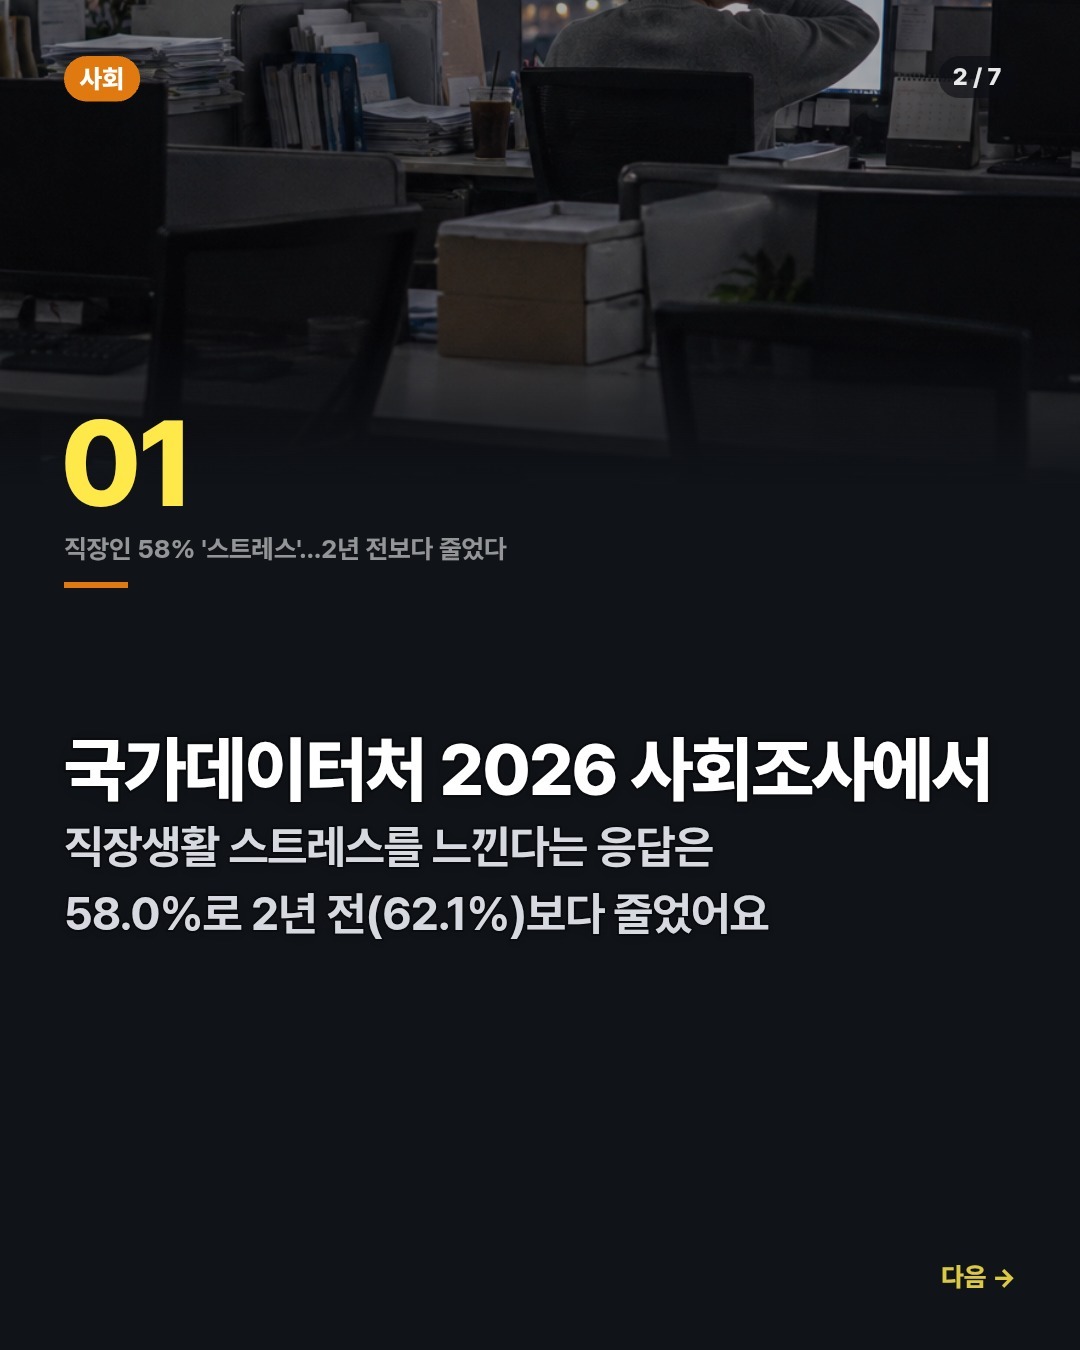 사회
2 / 7
01
직장인 58% '스트레스'...2년 전보다 줄었다
국가데이터처 2026 사회조사에서
직장생활 스트레스를 느낀다는 응답은
58.0%로 2년 전(62.1%)보다 줄었어요
다음 →